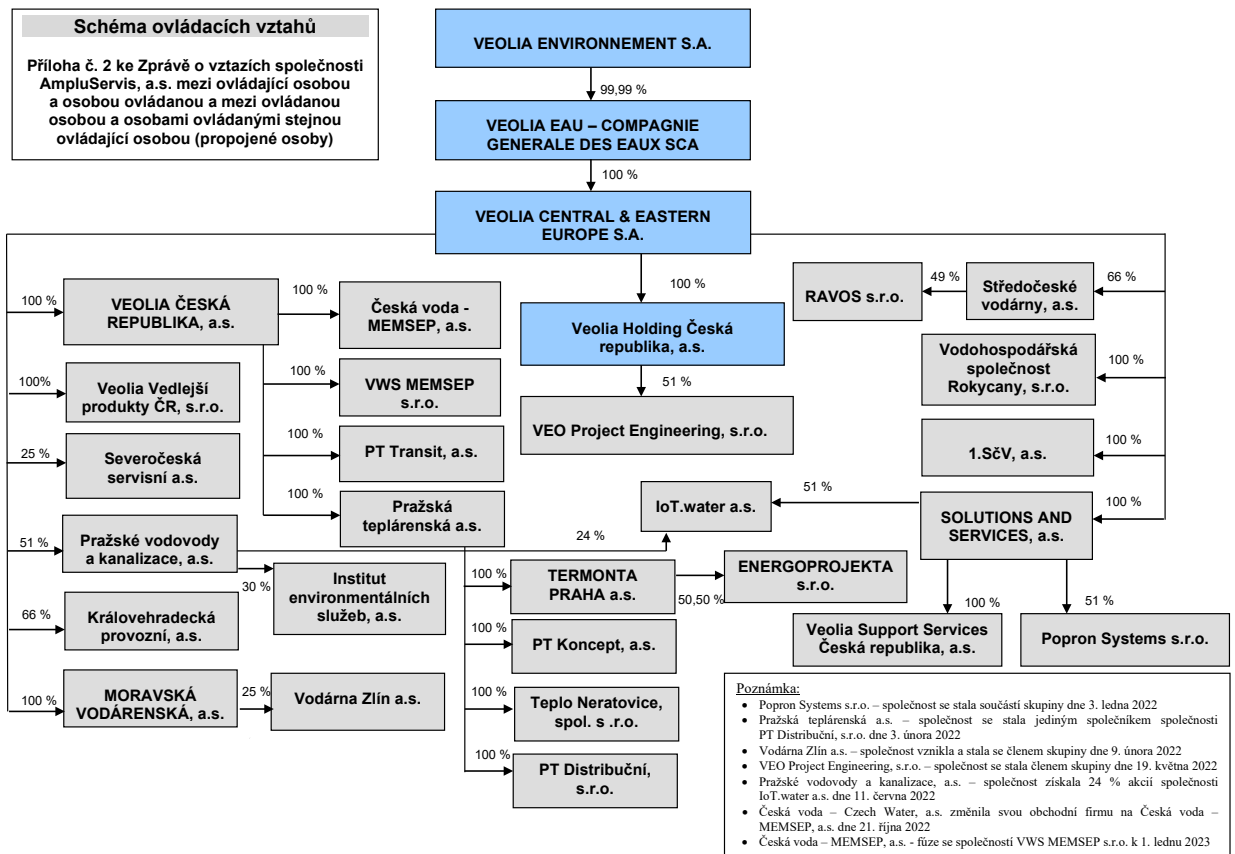 Schéma ovládacích vztahů
Příloha č. 2 ke Zprávě o vztazích společnosti
AmpluServis, a.s. mezi ovládající osobou
a osobou ovládanou a mezi ovládanou
osobou a osobami ovládanými stejnou
ovládající osobou (propojené osoby)
VEOLIA ENVIRONNEMENT S.A.
99,99 %
VEOLIA EAU – COMPAGNIE
GENERALE DES EAUX SCA
100 %
VEOLIA CENTRAL & EASTERN
EUROPE S.A.
100 %
VEOLIA ČESKÁ
REPUBLIKA, a.s.
100 %
Česká voda -
MEMSEP, a.s.
100 %
Veolia Holding Česká
republika, a.s.
RAVOS s.r.o.
49 %
Středočeské
vodárny, a.s.
66 %
100%
Veolia Vedlejší
produkty ČR, s.r.o.
100 %
VWS MEMSEP
s.r.o.
51 %
VEO Project Engineering, s.r.o.
Vodohospodářská
společnost
Rokycany, s.r.o.
100 %
25 %
Severočeská
servisní a.s.
100 %
PT Transit, a.s.
1.SčV, a.s.
100 %
100 %
Pražská
teplárenská a.s.
IoT.water a.s.
51 %
SOLUTIONS AND
SERVICES, a.s.
100 %
51 %
Pražské vodovody
a kanalizace, a.s.
24 %
30 %
Institut
environmentálních
služeb, a.s.
100 %
TERMONTA
PRAHA a.s.
50,50 %
ENERGOPROJEKTA
s.r.o.
66 %
Královehradecká
provozní, a.s.
100 %
PT Koncept, a.s.
100 %
Veolia Support Services
Česká republika, a.s.
51 %
Popron Systems s.r.o.
100 %
MORAVSKÁ
VODÁRENSKÁ, a.s.
25 %
Vodárna Zlín a.s.
100 %
Teplo Neratovice,
spol. s .r.o.
100 %
PT Distribuční,
s.r.o.
Poznámka:
• Popron Systems s.r.o. – společnost se stala součástí skupiny dne 3. ledna 2022
• Pražská teplárenská a.s. – společnost se stala jediným společníkem společnosti
PT Distribuční, s.r.o. dne 3. února 2022
• Vodárna Zlín a.s. – společnost vznikla a stala se členem skupiny dne 9. února 2022
• VEO Project Engineering, s.r.o. – společnost se stala členem skupiny dne 19. května 2022
• Pražské vodovody a kanalizace, a.s. – společnost získala 24 % akcií společnosti
IoT.water a.s. dne 11. června 2022
• Česká voda – Czech Water, a.s. změnila svou obchodní firmu na Česká voda –
MEMSEP, a.s. dne 21. října 2022
• Česká voda – MEMSEP, a.s. - fúze se společností VWS MEMSEP s.r.o. k 1. lednu 2023